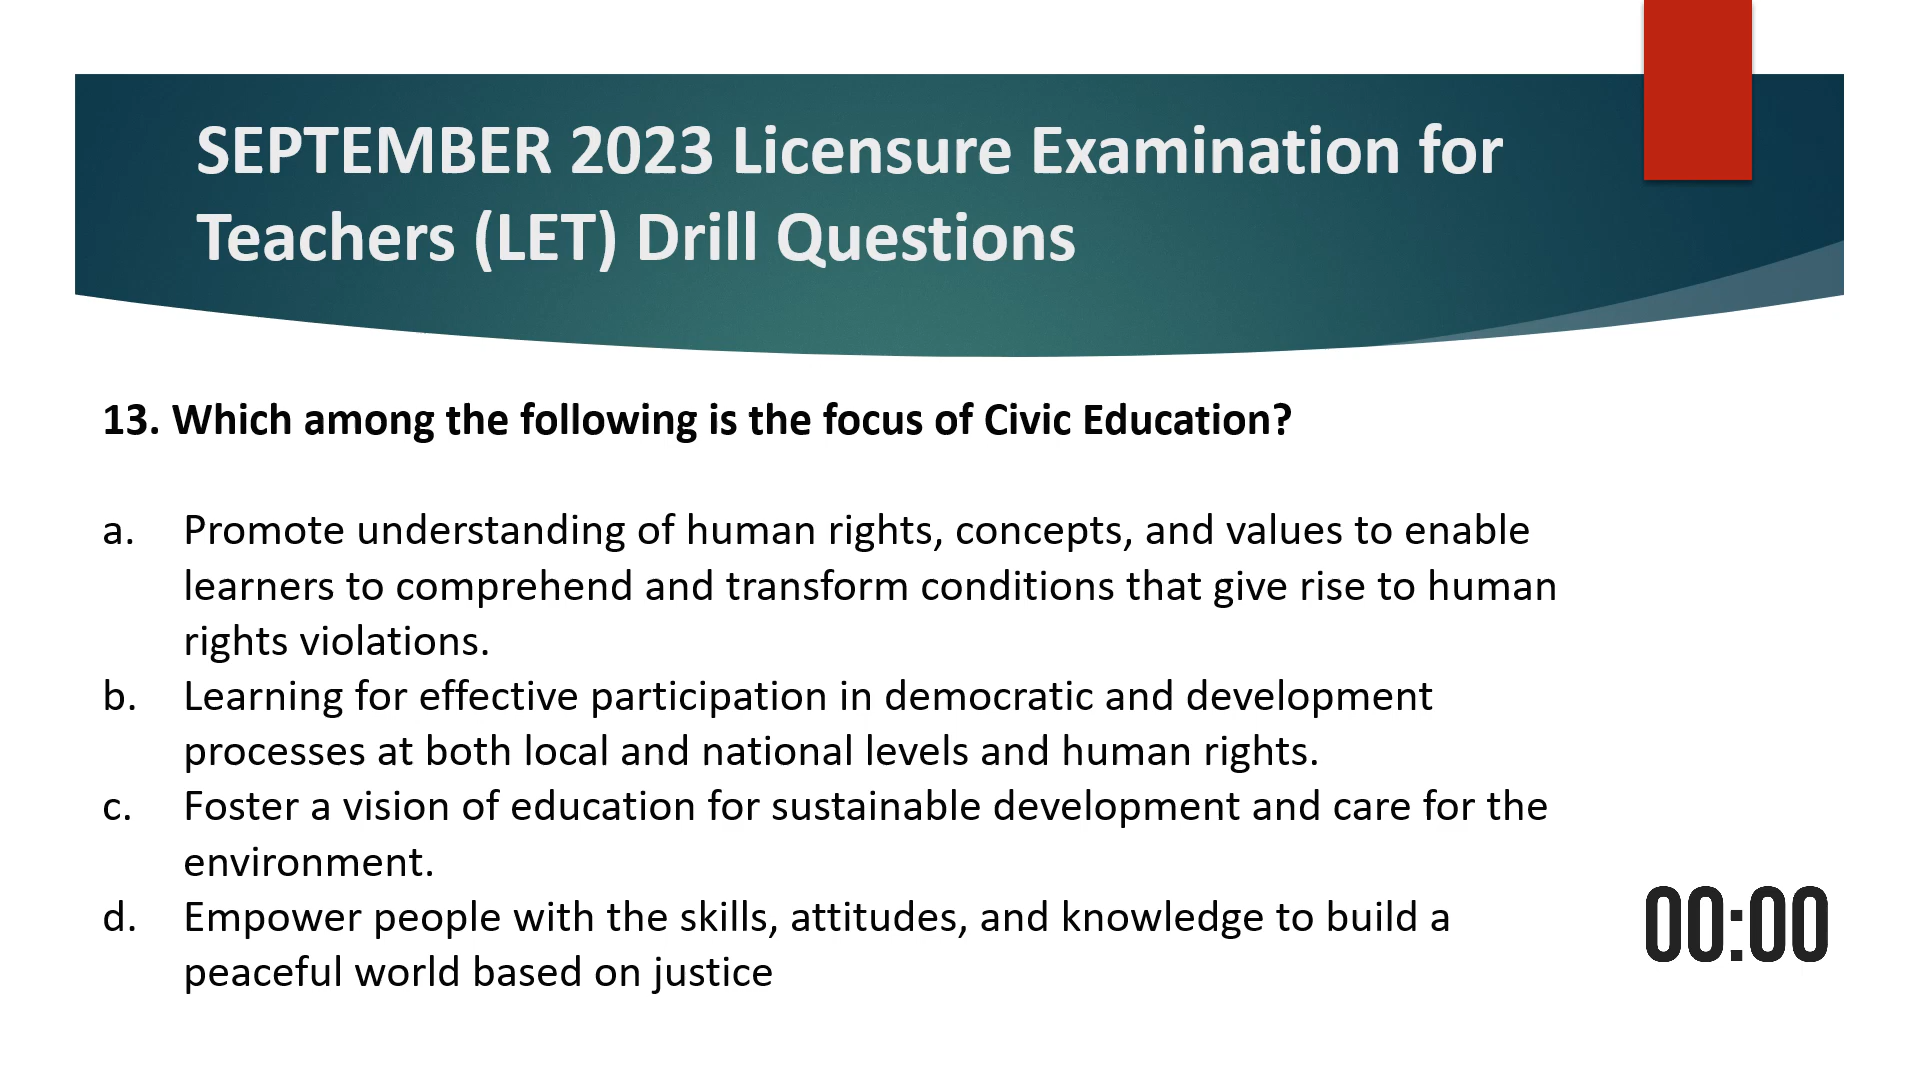 SEPTEMBER 2023 Licensure Examination for
Teachers (LET) Drill Questions
13. Which among the following is the focus of Civic Education?
a. Promote understanding of human rights, concepts, and values to enable
learners to comprehend and transform conditions that give rise to human
rights violations.
b. Learning for effective participation in democratic and development
processes at both local and national levels and human rights.
c. Foster a vision of education for sustainable development and care for the
environment.
d. Empower people with the skills, attitudes, and knowledge to build a
peaceful world based on justice
00:00